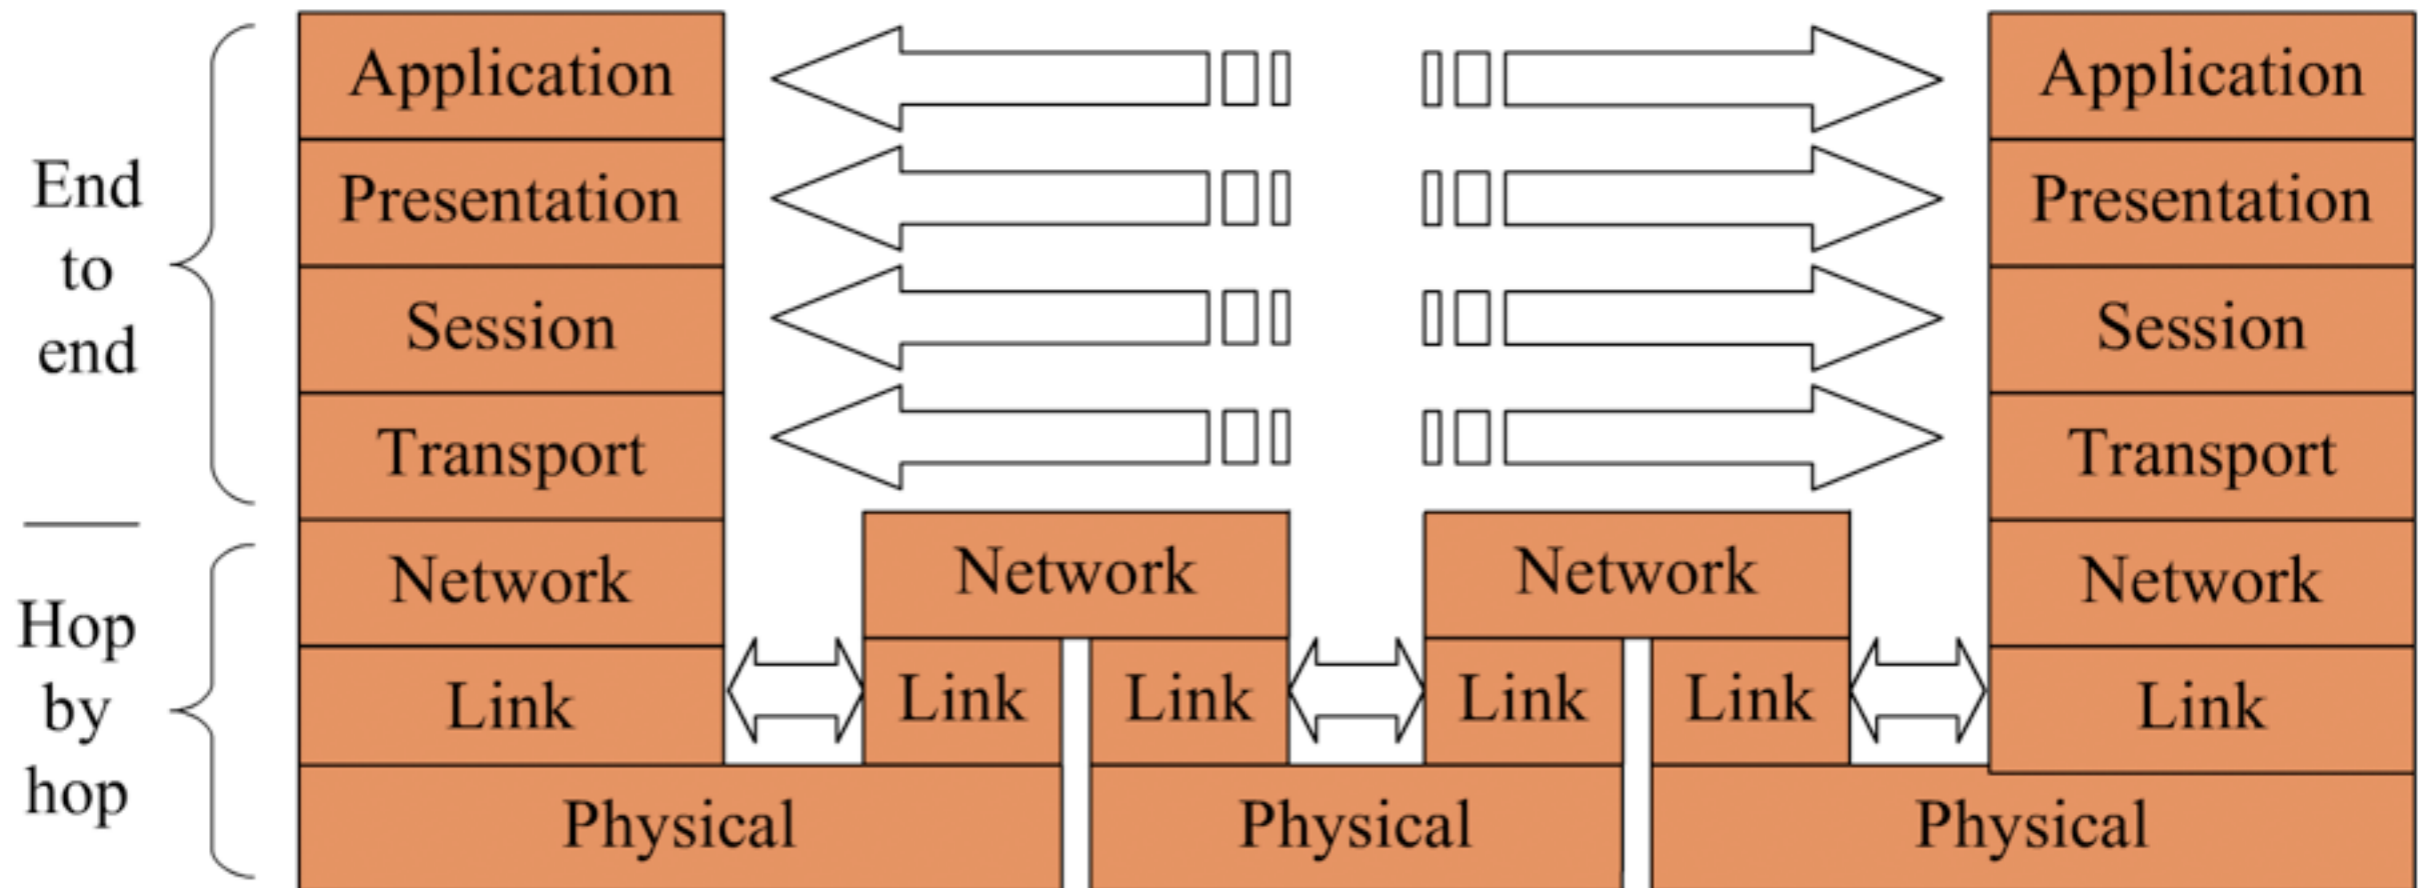 End
to
end
Hop
by
hop
Application
Presentation
Session
Transport
Network
Link
Physical
Network
Link
Link
Physical
Network
Link
Link
Physical
Application
Presentation
Session
Transport
Network
Link